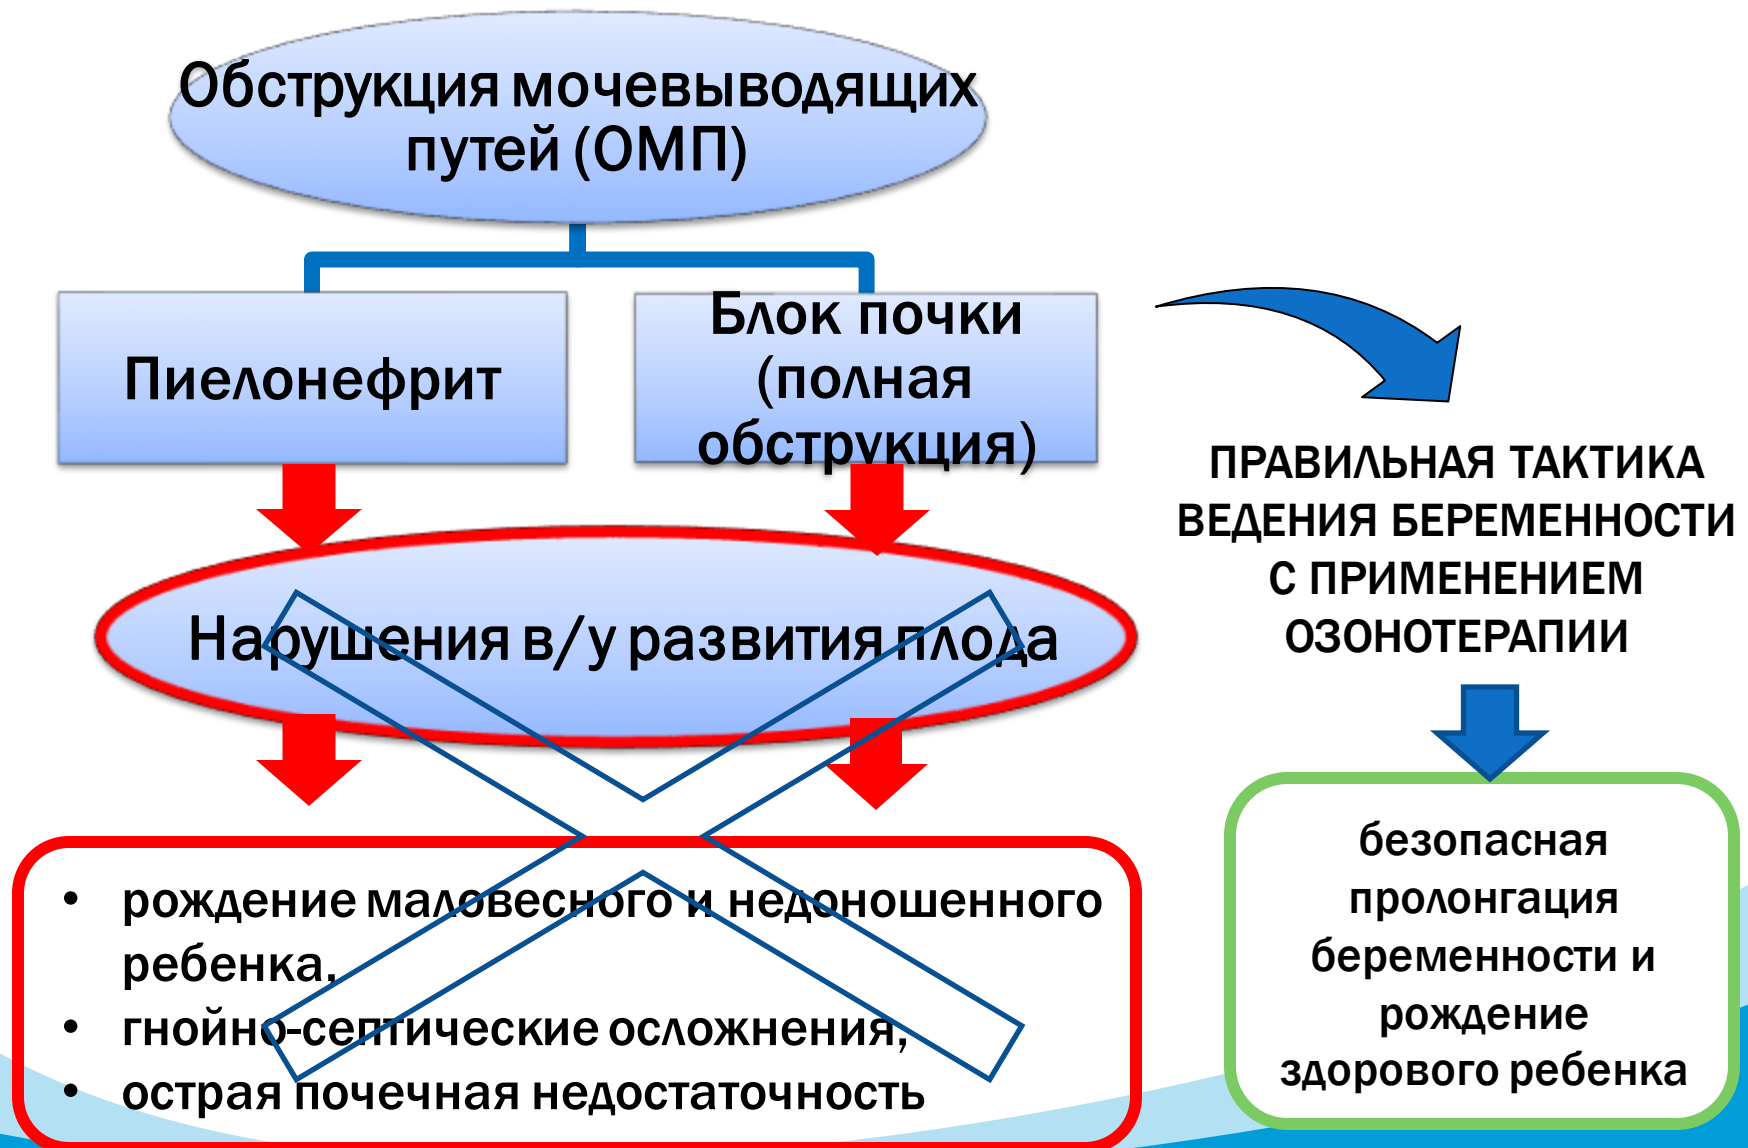 Обструкция мочевыводящих
путей (ОМП)
Пиелонефрит
Блок почки
(полная
обструкция)
Нарушения в/у развития плода
• рождение маловесного и недоношенного
ребенка,
• гнойно-септические осложнения,
• острая почечная недостаточность
ПРАВИЛЬНАЯ ТАКТИКА
ВЕДЕНИЯ БЕРЕМЕННОСТИ
С ПРИМЕНЕНИЕМ
ОЗОНОТЕРАПИИ
безопасная
пролонгация
беременности и
рождение
здорового ребенка